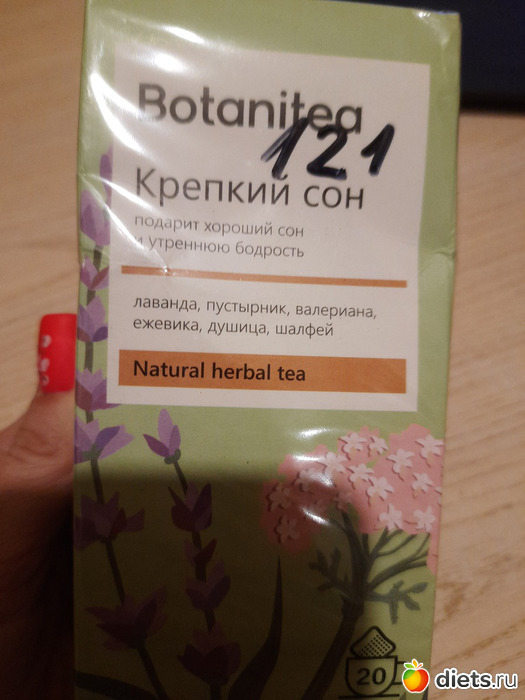 Botanitea
121
Крепкий сон
подарит хороший сон
и утреннюю бодрость
лаванда, пустырник, валериана,
ежевика, душица, шалфей
Natural herbal tea
20
diets.ru